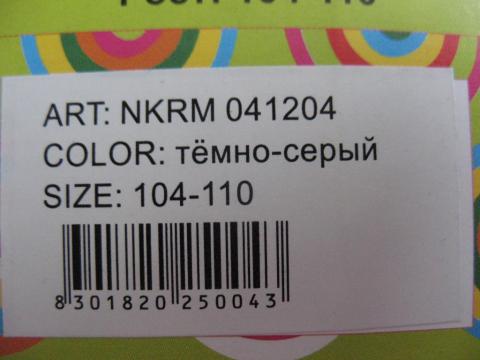 ART: NKRM 041204
COLOR: тёмно-серый
SIZE: 104-110
8 301820 250043